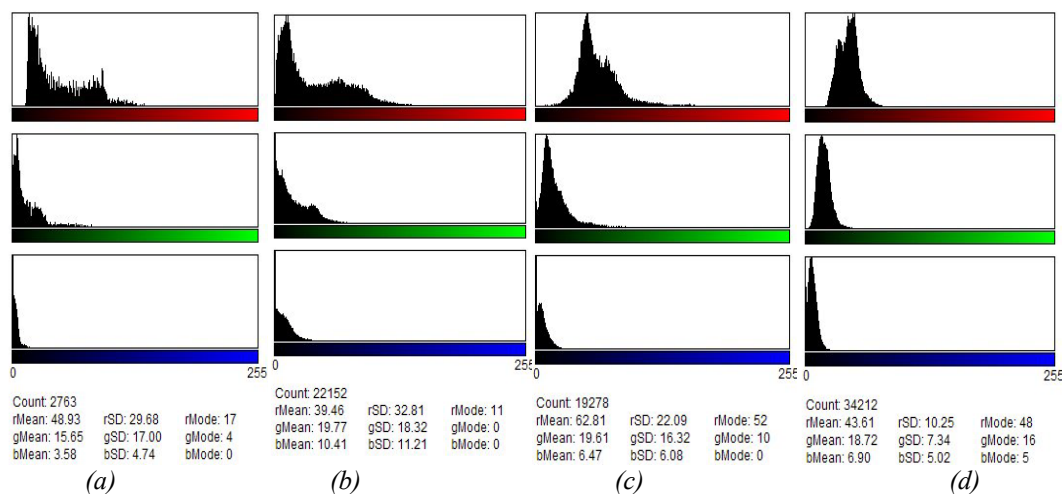 0 255
Count: 2763
rMean: 48.93 rSD: 29.68 rMode: 17
gMean: 15.65 gSD: 17.00 gMode: 4
bMean: 3.58 bSD: 4.74 bMode: 0
(a)
0 255
Count: 22152
rMean: 39.46 rSD: 32.81 rMode: 11
gMean: 19.77 gSD: 18.32 gMode: 0
bMean: 10.41 bSD: 11.21 bMode: 0
(b)
0 255
Count: 19278
rMean: 62.81 rSD: 22.09 rMode: 52
gMean: 19.61 gSD: 16.32 gMode: 10
bMean: 6.47 bSD: 6.08 bMode: 0
(c)
0 255
Count: 34212
rMean: 43.61 rSD: 10.25 rMode: 48
gMean: 18.72 gSD: 7.34 gMode: 16
bMean: 6.90 bSD: 5.02 bMode: 5
(d)